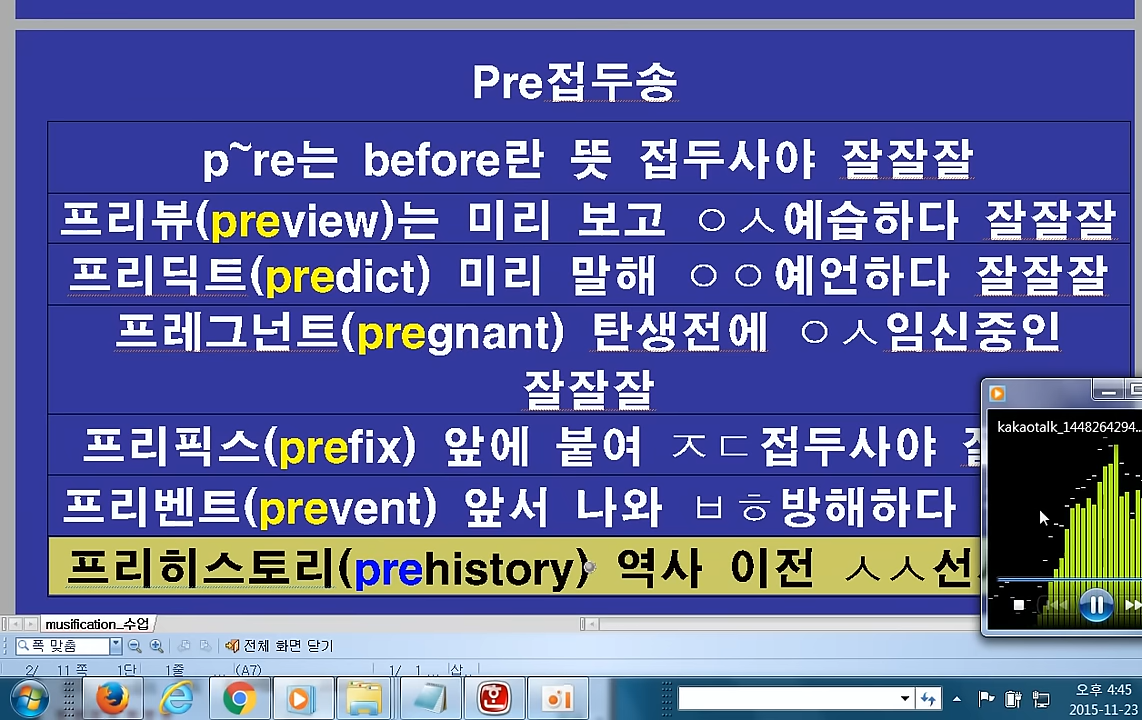 Pre접두송
p~re는 before란 뜻 접두사야 잘잘잘
프리뷰(preview)는 미리 보고 ㅇㅅ예습하다 잘잘잘
프리딕트(predict) 미리 말해 ㅇㅇ예언하다 잘잘잘
프레그넌트(pregnant) 탄생전에 ㅇㅅ임신중인
잘잘잘
프리픽스(prefix) 앞에 붙여 ㅈㄷ접두사야
프리벤트(prevent) 앞서 나와 ㅂㅎ방해하다
프리히스토리(prehistory) 역사 이전 ㅅㅅ선
kakaotalk_1448264294...
musification_수업
폭 맞춤
전체 화면 닫기
2/ 11 쪽 1단 1줄 (A7) 1/ 1... 삽..
오후 4:45
2015-11-23